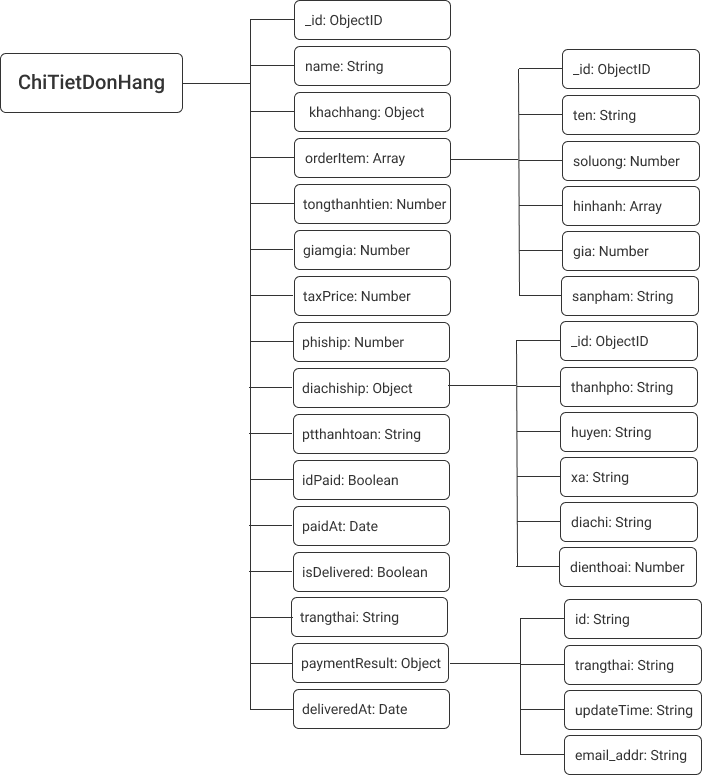 ChiTietDonHang
_id: ObjectID
name: String
khachhang: Object
orderItem: Array
tongthanhtien: Number
giamgia: Number
taxPrice: Number
phiship: Number
diachiship: Object
ptthanhtoan: String
idPaid: Boolean
paidAt: Date
isDelivered: Boolean
trangthai: String
paymentResult: Object
deliveredAt: Date
_id: ObjectID
ten: String
soluong: Number
hinhanh: Array
gia: Number
sanpham: String
_id: ObjectID
thanhpho: String
huyen: String
xa: String
diachi: String
dienthoai: Number
id: String
trangthai: String
updateTime: String
email_addr: String